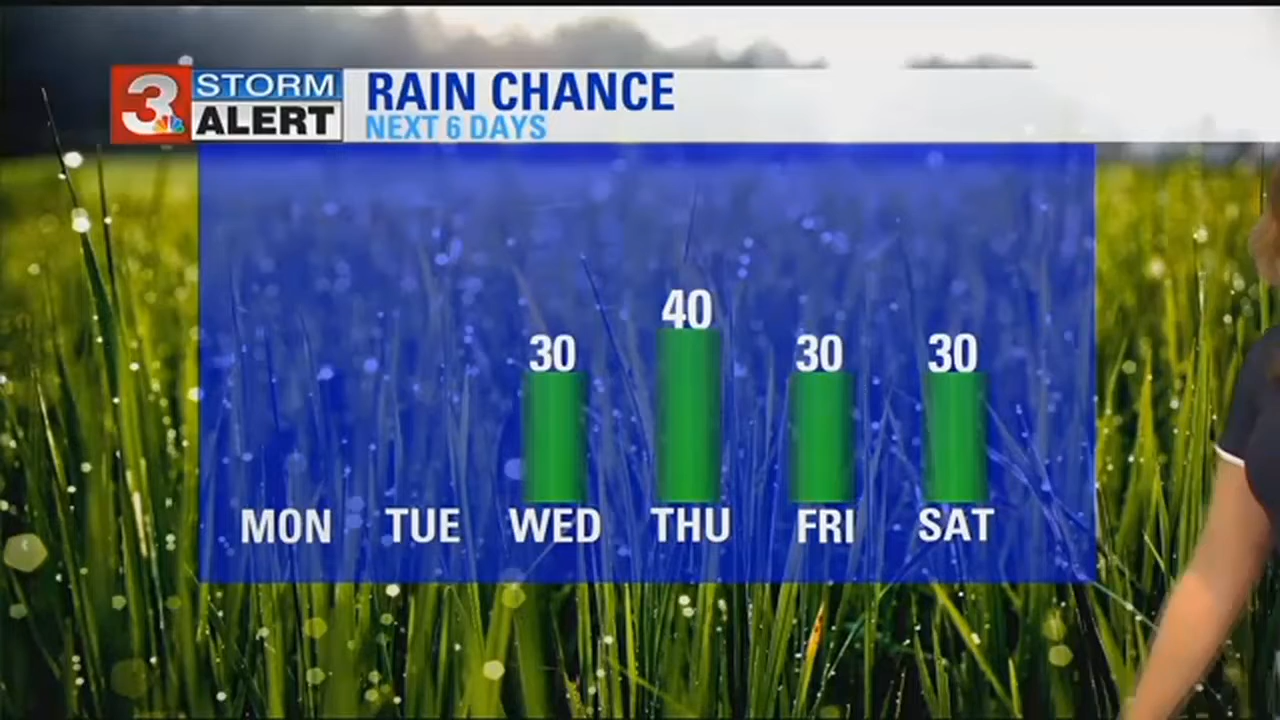 3 STORM ALERT
RAIN CHANCE
NEXT 6 DAYS
40
30
30
30
MON TUE WED THU FRI SAT